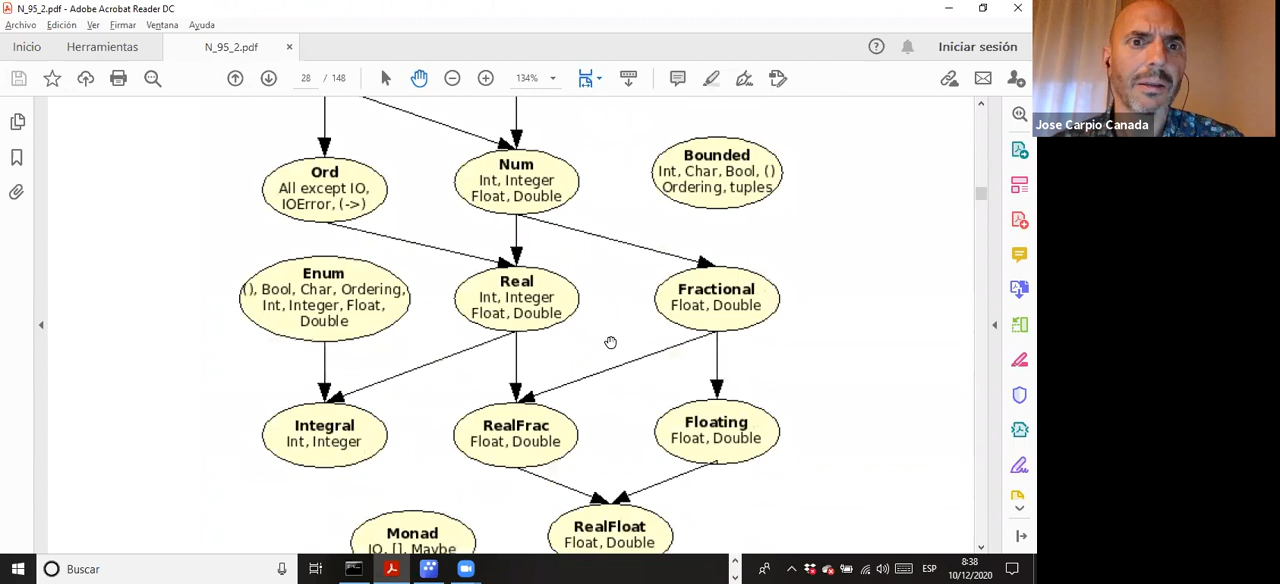 N_95_2.pdf - Adobe Acrobat Reader DC
Archivo Edición Ver Firmar Ventana Ayuda
Inicio Herramientas N_95_2.pdf × Iniciar sesión
28 / 148 134%
Jose Carpio Canada
Ord
All except IO,
IOError, (->)
Num
Int, Integer
Float, Double
Bounded
Int, Char, Bool, ()
Ordering, tuples
Enum
(), Bool, Char, Ordering,
Int, Integer, Float,
Double
Real
Int, Integer
Float, Double
Fractional
Float, Double
Integral
Int, Integer
RealFrac
Float, Double
Floating
Float, Double
Monad
IO, [], Maybe
RealFloat
Float, Double
Buscar
ESP
8:38
10/12/2020